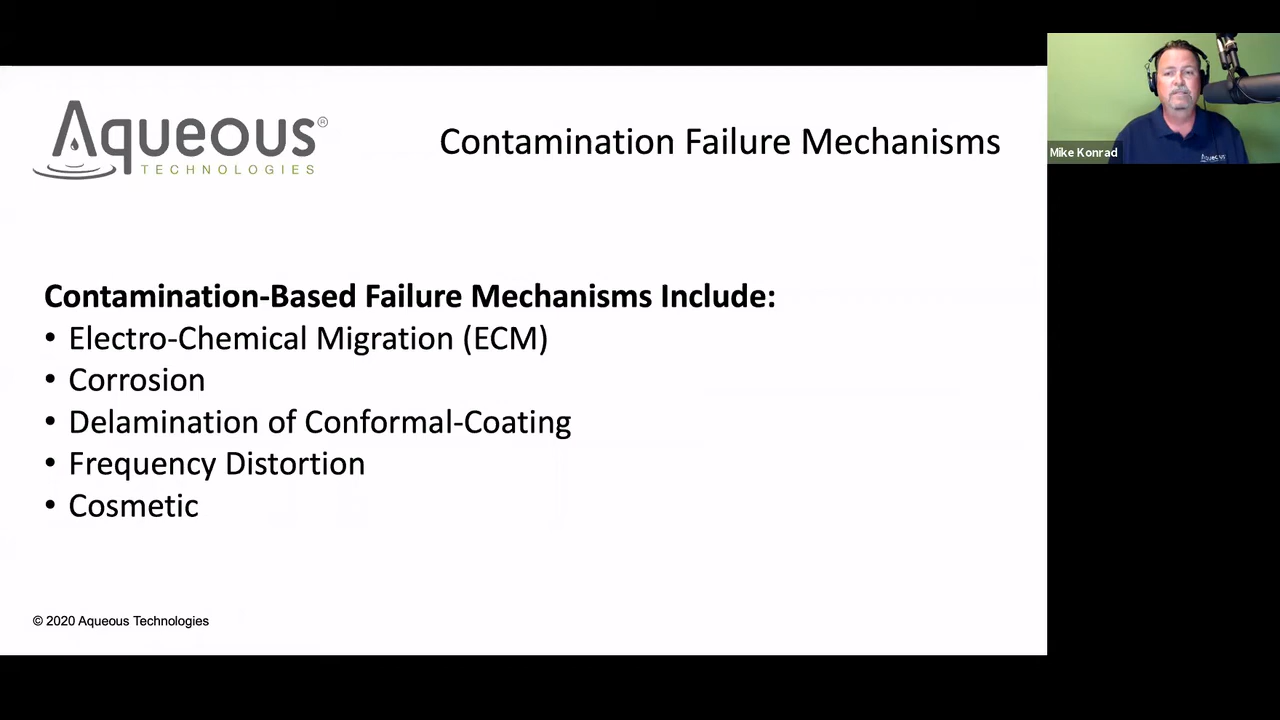 Aqueous®
TECHNOLOGIES
Contamination Failure Mechanisms
Mike Konrad
Aqueous
Contamination-Based Failure Mechanisms Include:
• Electro-Chemical Migration (ECM)
• Corrosion
• Delamination of Conformal-Coating
• Frequency Distortion
• Cosmetic
© 2020 Aqueous Technologies